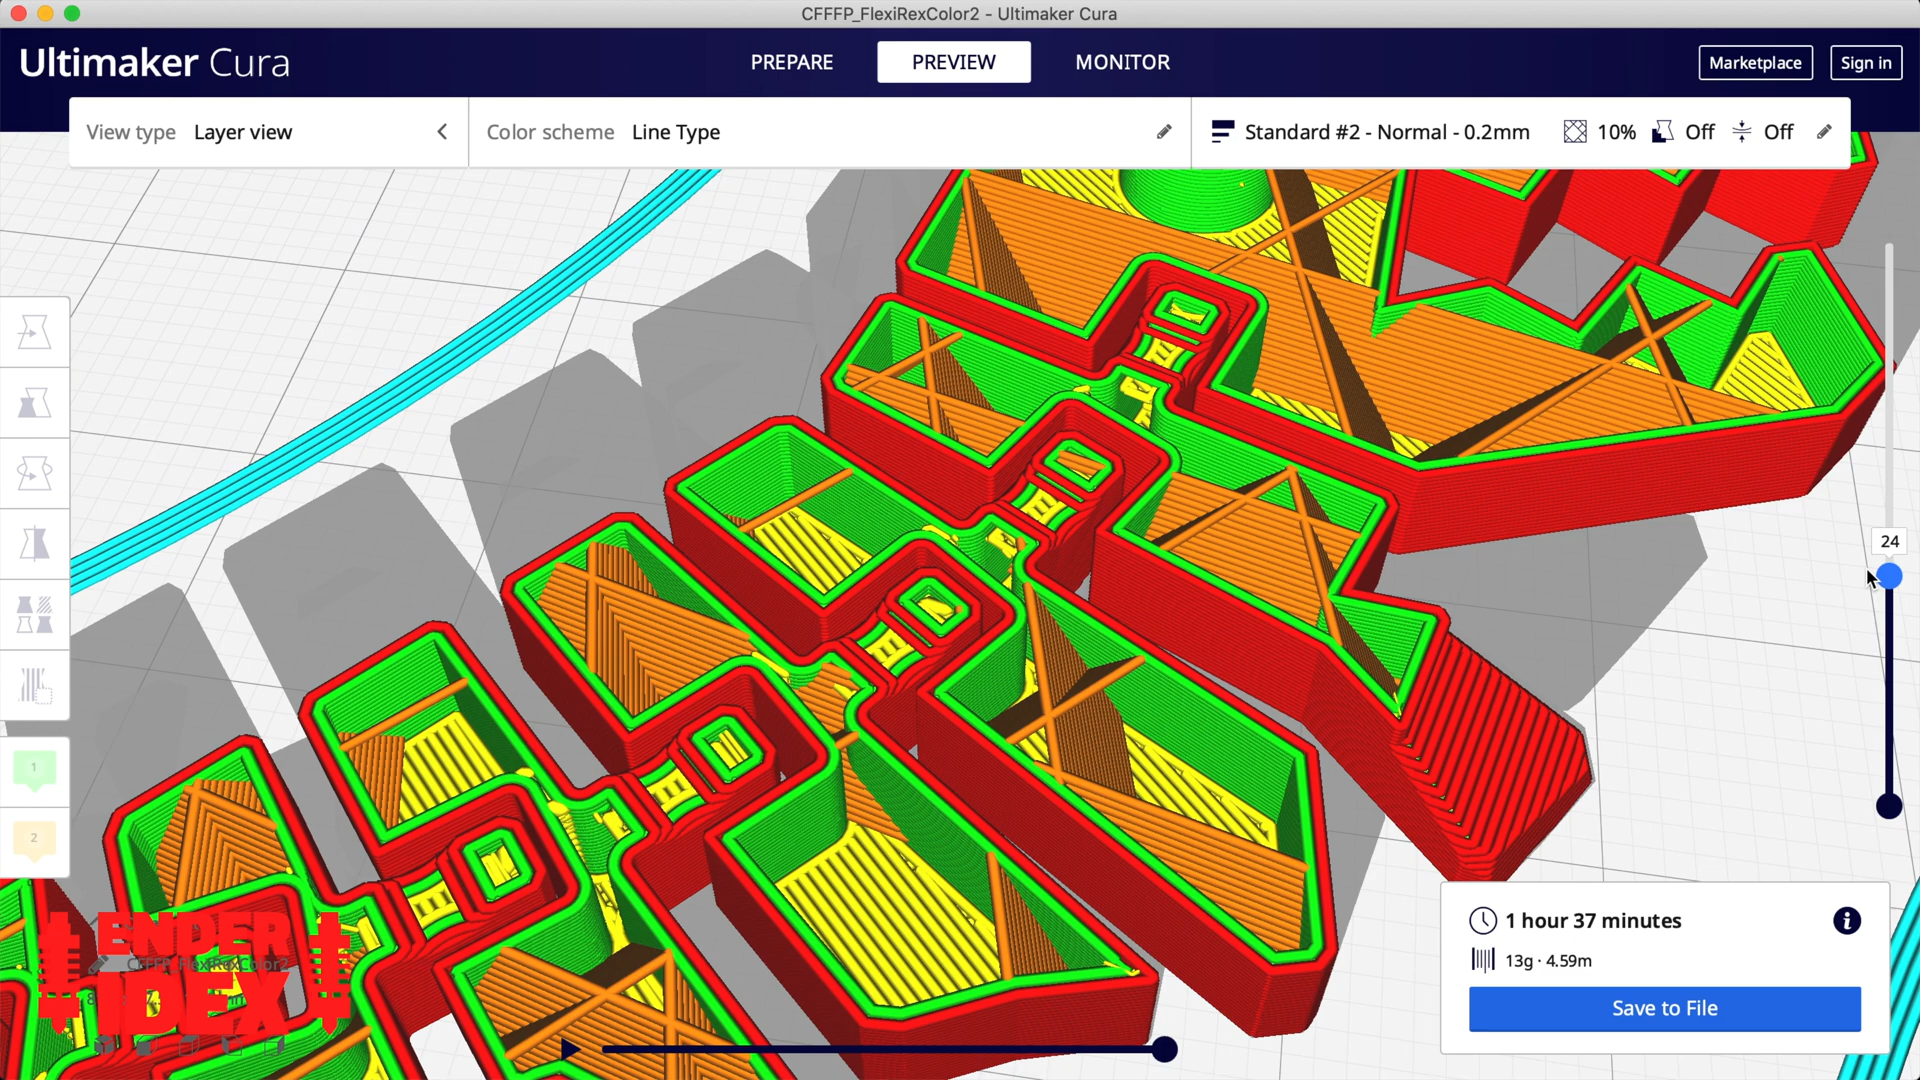 CFFFP_FlexiRexColor2 - Ultimaker Cura
Ultimaker Cura
PREPARE
PREVIEW
MONITOR
Marketplace
Sign in
View type Layer view
Color scheme Line Type
Standard #2 - Normal - 0.2mm
10%
Off
Off
24
1
2
1 hour 37 minutes
13g · 4.59m
Save to File
ENDER
CFFFP_FlexiRexColor2
IDEX